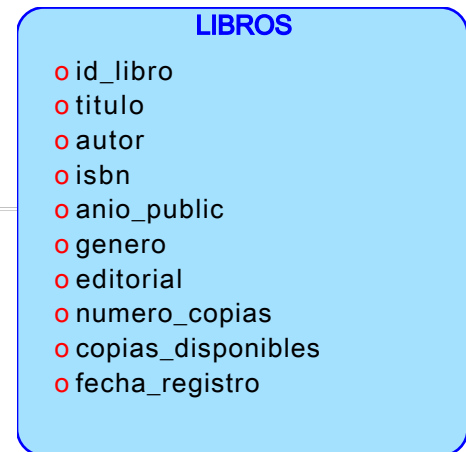 LIBROS
o id_libro
o titulo
o autor
o isbn
o anio_public
o genero
o editorial
o numero_copias
o copias_disponibles
o fecha_registro